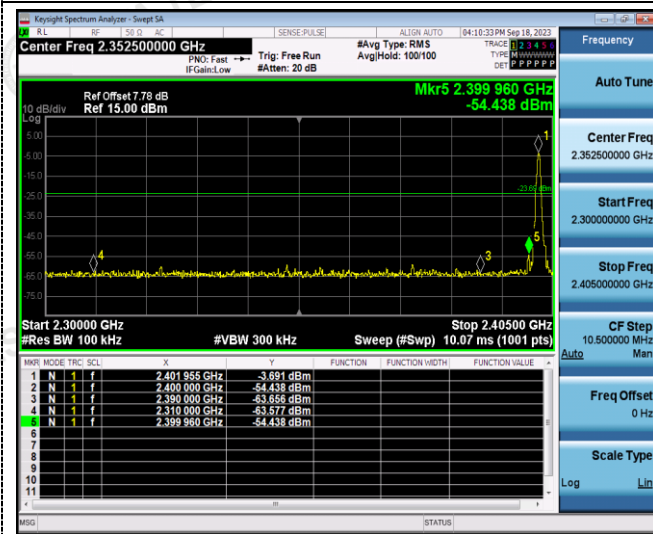 Keysight Spectrum Analyzer - Swept SA
RL RF 50 Ω AC SENSE:PULSE ALIGN AUTO 04:10:33 PM Sep 18, 2023
Center Freq 2.352500000 GHz
PNO: Fast
IFGain:Low
Trig: Free Run
#Atten: 20 dB
#Avg Type: RMS
Avg|Hold: 100/100
TRACE 1 2 3 4 5 6
TYPE M W W W W W
DET P P P P P P
Ref Offset 7.78 dB
Ref 15.00 dBm
10 dB/div
Log
Mkr5 2.399 960 GHz
-54.438 dBm
5.00
-5.00
-15.0
-25.0
-35.0
-45.0
-55.0
-65.0
-75.0
1
-23.69 dBm
5
4
3
Start 2.30000 GHz Stop 2.40500 GHz
#Res BW 100 kHz #VBW 300 kHz Sweep (#Swp) 10.07 ms (1001 pts)
MKR MODE TRC SCL X Y FUNCTION FUNCTION WIDTH FUNCTION VALUE
1 N 1 f 2.401 955 GHz -3.691 dBm
2 N 1 f 2.400 000 GHz -54.438 dBm
3 N 1 f 2.390 000 GHz -63.656 dBm
4 N 1 f 2.310 000 GHz -63.577 dBm
5 N 1 f 2.399 960 GHz -54.438 dBm
6
7
8
9
10
11
MSG STATUS
Frequency
Auto Tune
Center Freq
2.352500000 GHz
Start Freq
2.300000000 GHz
Stop Freq
2.405000000 GHz
CF Step
10.500000 MHz
Auto Man
Freq Offset
0 Hz
Scale Type
Log Lin